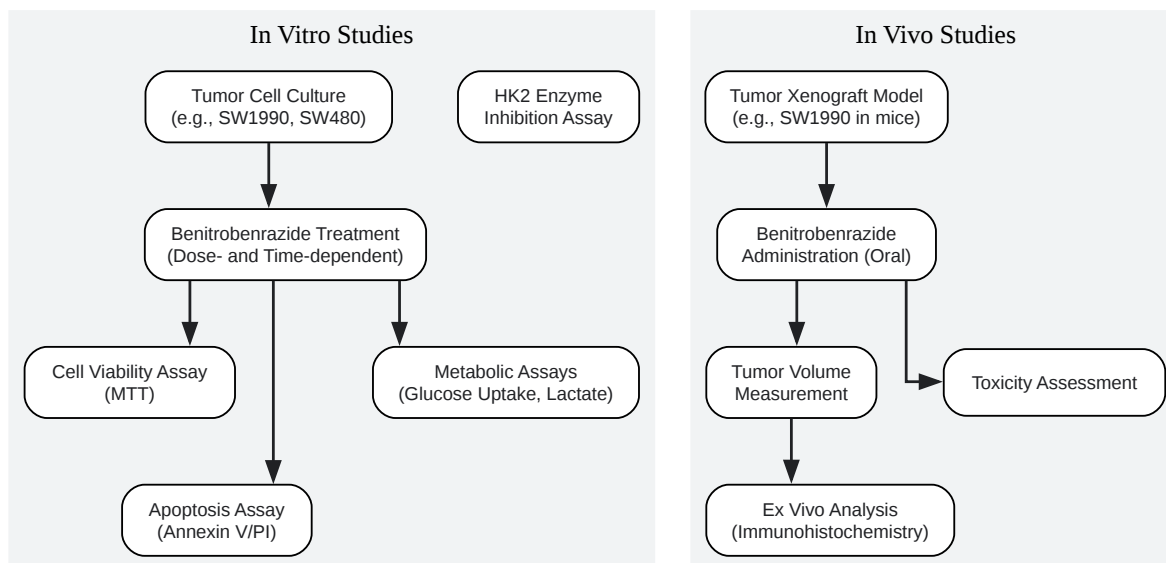 In Vitro Studies
Tumor Cell Culture
(e.g., SW1990, SW480)
HK2 Enzyme
Inhibition Assay
Benitrobenrazide Treatment
(Dose- and Time-dependent)
Cell Viability Assay
(MTT)
Metabolic Assays
(Glucose Uptake, Lactate)
Apoptosis Assay
(Annexin V/PI)
In Vivo Studies
Tumor Xenograft Model
(e.g., SW1990 in mice)
Benitrobenrazide
Administration (Oral)
Tumor Volume
Measurement
Toxicity Assessment
Ex Vivo Analysis
(Immunohistochemistry)